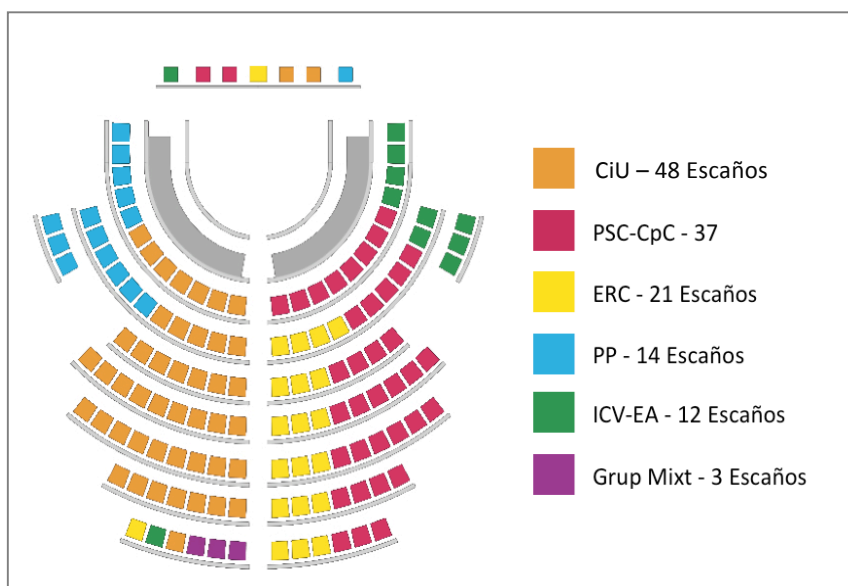 CiU – 48 Escaños
PSC-CpC - 37
ERC - 21 Escaños
PP - 14 Escaños
ICV-EA - 12 Escaños
Grup Mixt - 3 Escaños